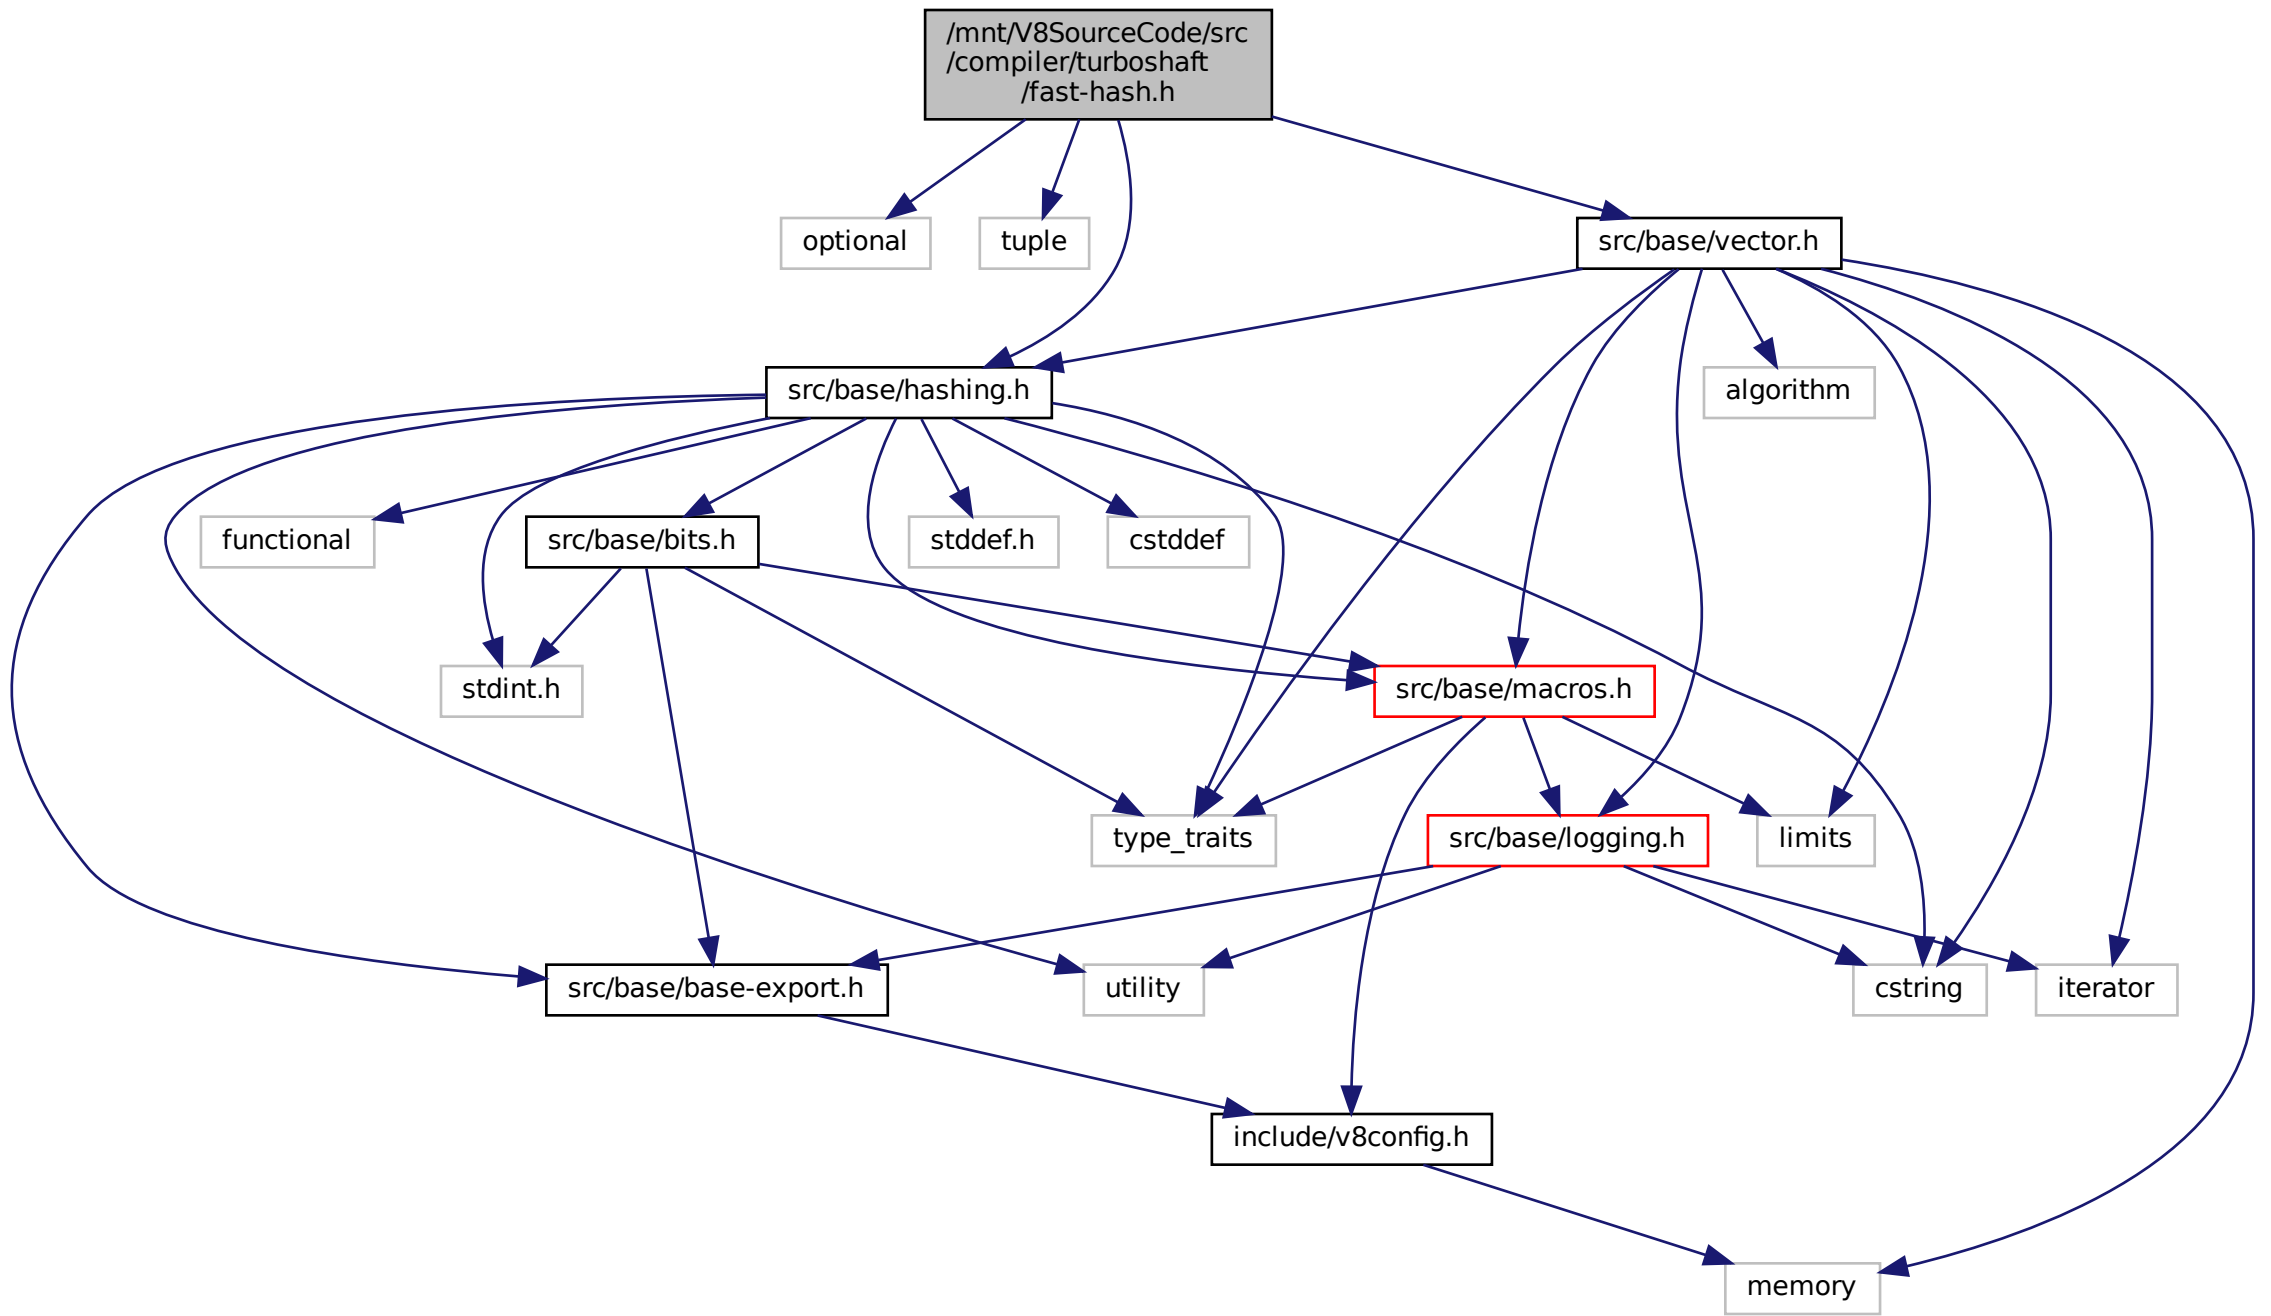 /mnt/V8SourceCode/src
/compiler/turboshaft
/fast-hash.h
optional
tuple
src/base/vector.h
src/base/hashing.h
algorithm
functional
src/base/bits.h
stddef.h
cstddef
stdint.h
src/base/macros.h
type_traits
src/base/logging.h
limits
src/base/base-export.h
utility
cstring
iterator
include/v8config.h
memory